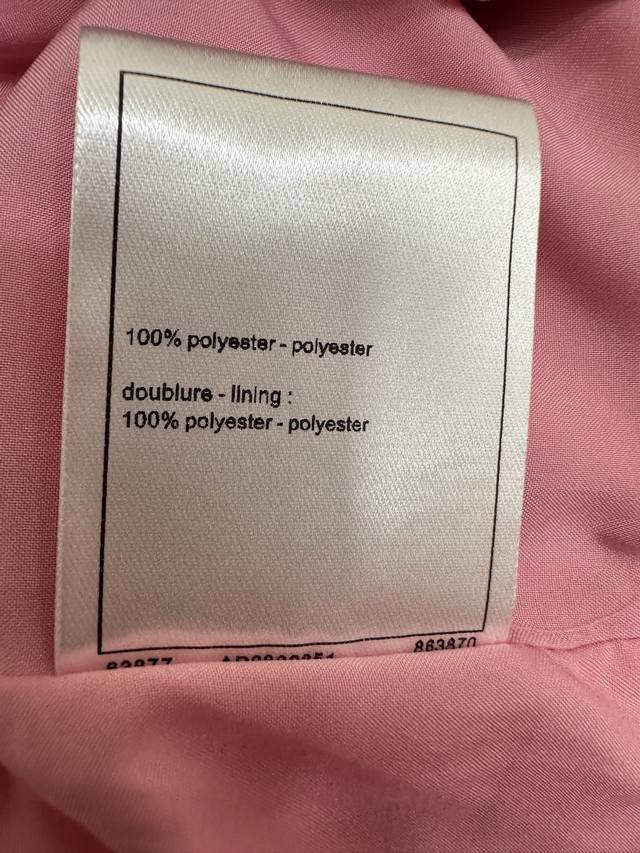 100% polyester - polyester
doublure - lining :
100% polyester - polyester
863870